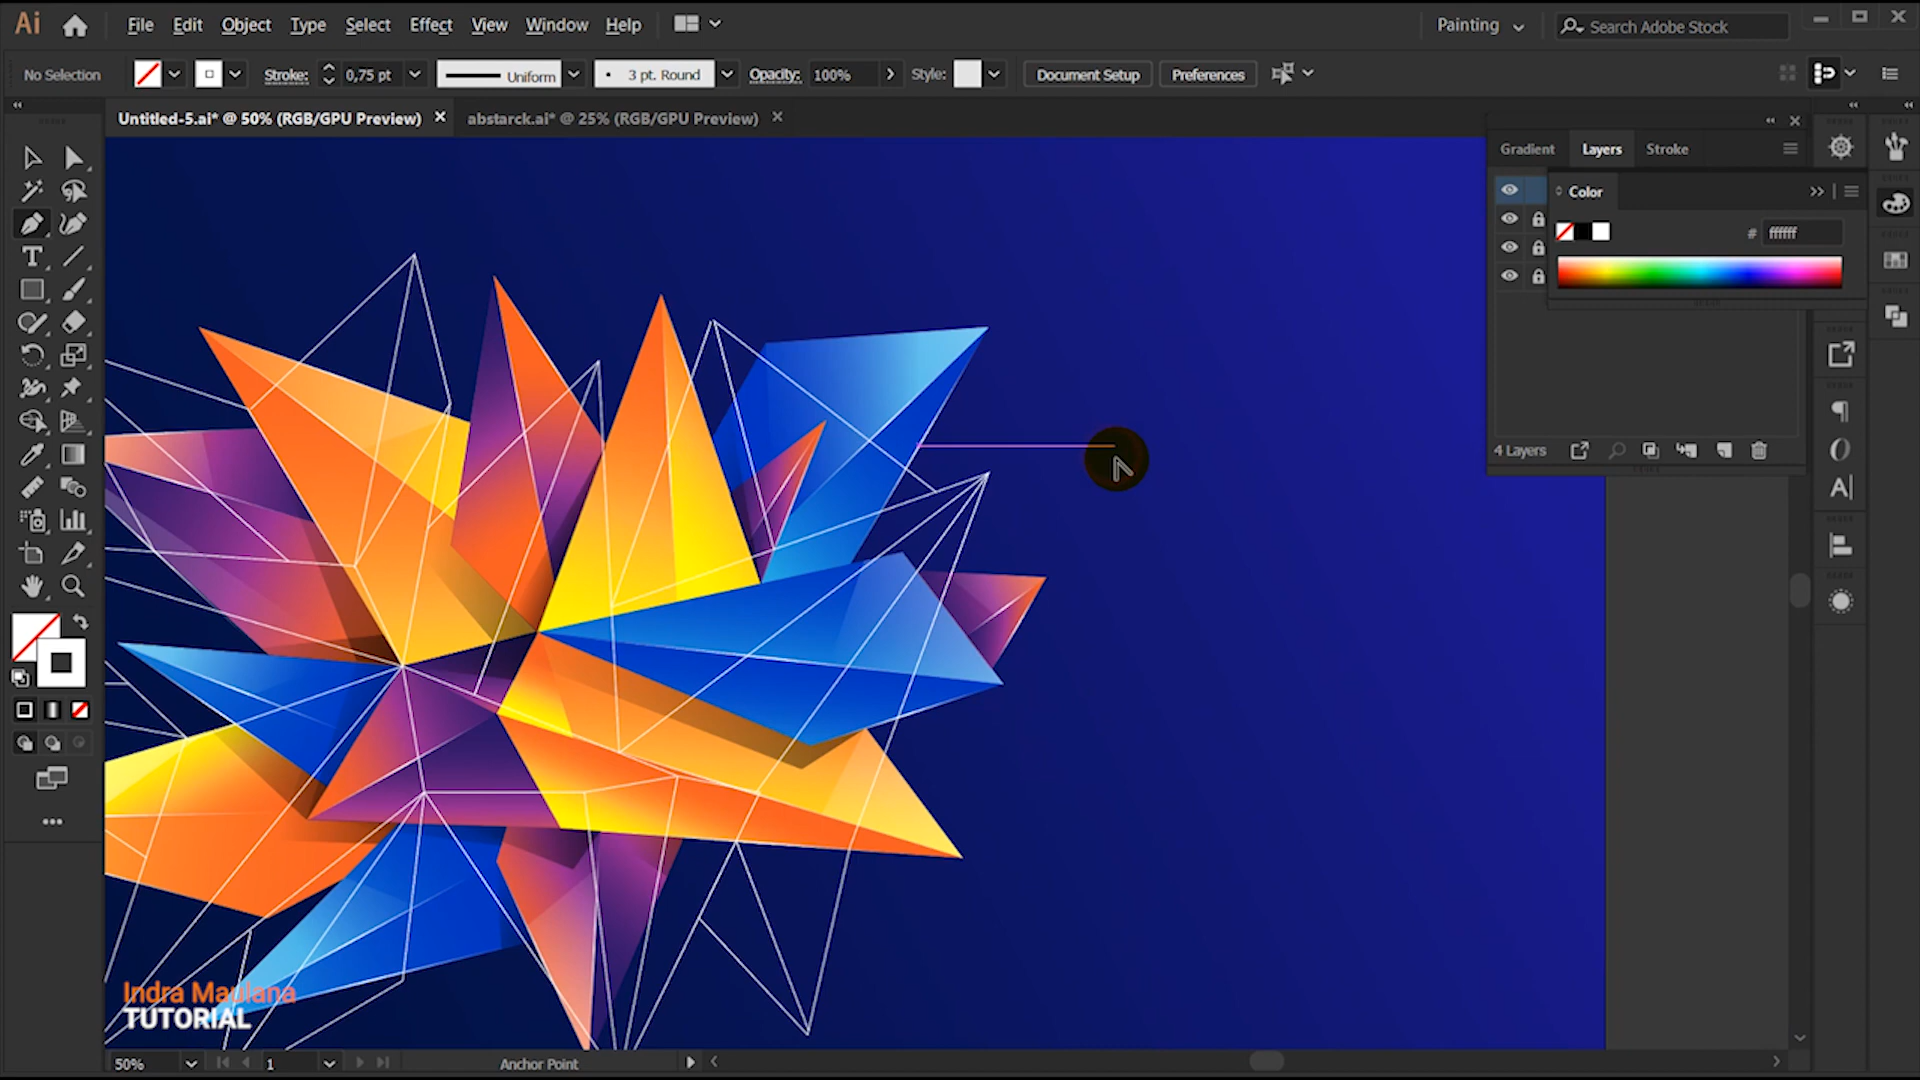 Ai File Edit Object Type Select Effect View Window Help Painting Search Adobe Stock
No Selection Stroke: 0,75 pt Uniform 3 pt. Round Opacity: 100% Style: Document Setup Preferences
Untitled-5.ai* @ 50% (RGB/GPU Preview) abstarck.ai* @ 25% (RGB/GPU Preview)
Gradient Layers Stroke
Color
# ffffff
4 Layers
Indra Maulana
TUTORIAL
50% 1 Anchor Point